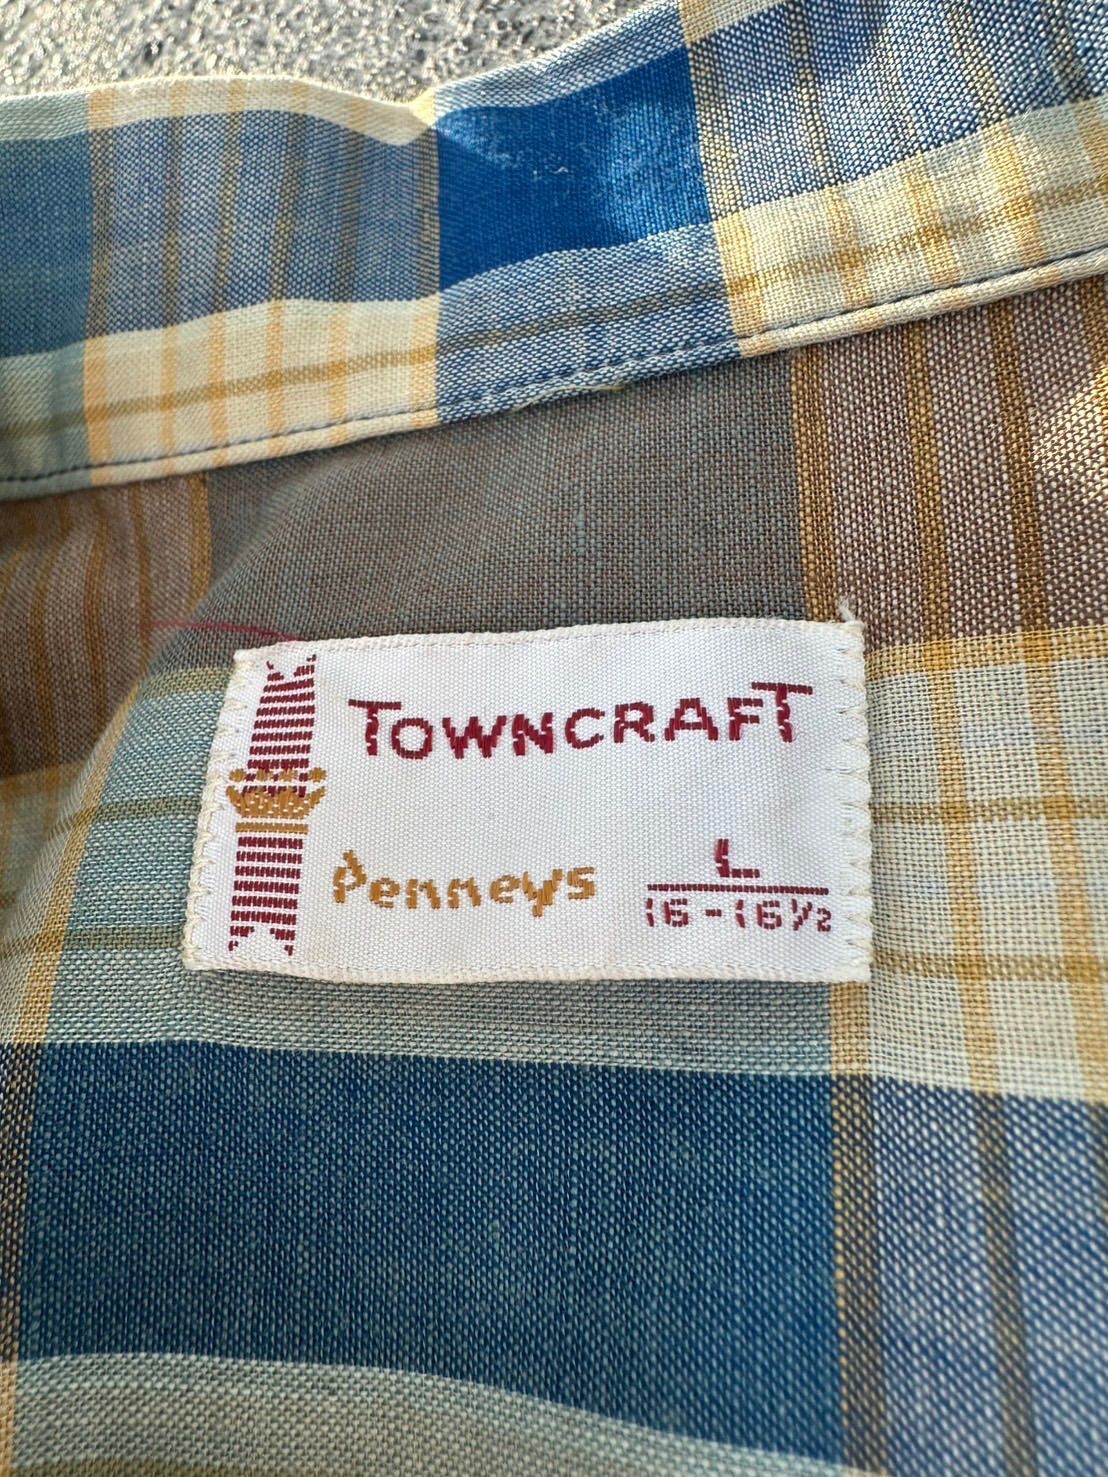 TOWNCRAFT
Penneys
L
16-16½